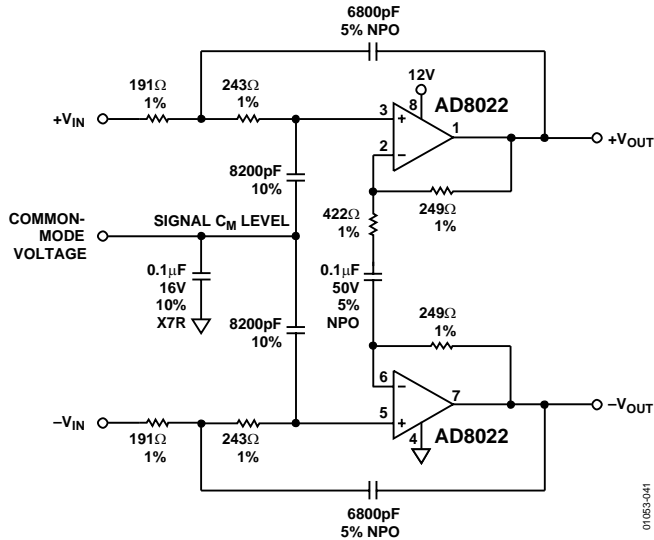 6800pF
5% NPO
191Ω
1%
243Ω
1%
12V
8
AD8022
+VIN
3
+
1
+VOUT
2
–
8200pF
10%
249Ω
1%
422Ω
1%
COMMON-
MODE
VOLTAGE
SIGNAL CM LEVEL
0.1μF
16V
10%
X7R
0.1μF
50V
5%
NPO
8200pF
10%
249Ω
1%
6
–
7
–VOUT
5
+
–VIN
4
AD8022
191Ω
1%
243Ω
1%
6800pF
5% NPO
01053-041